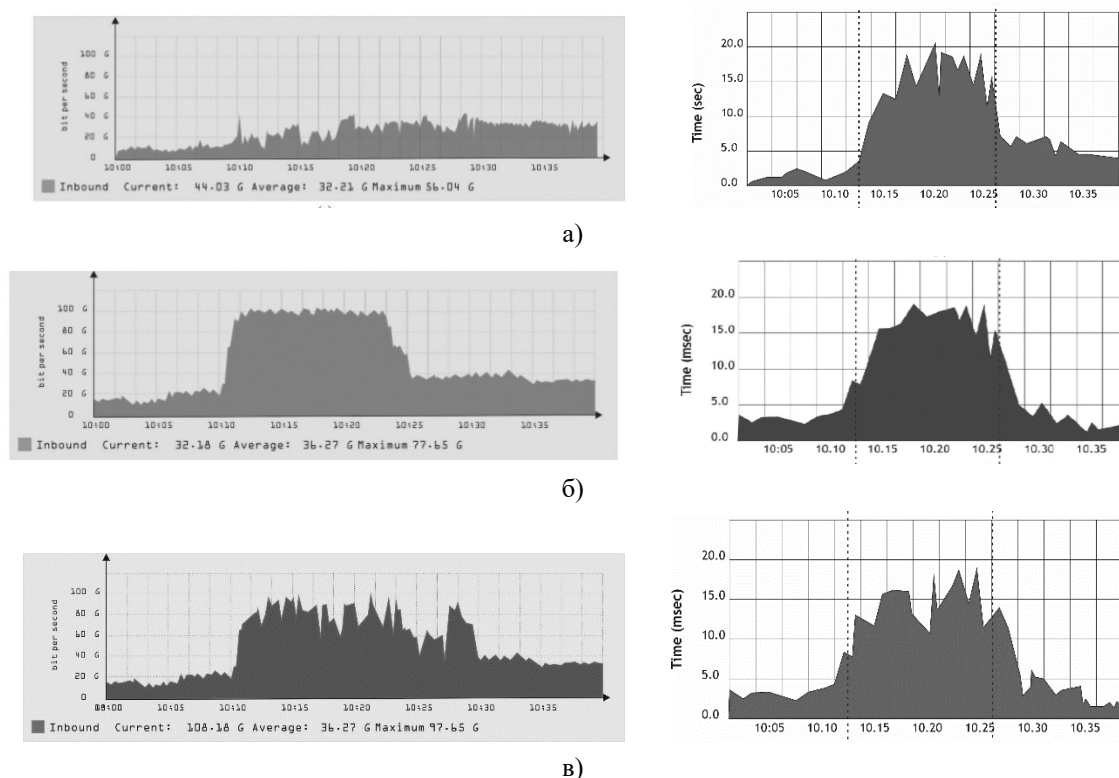 bit per second
100 G
80 G
60 G
40 G
20 G
0
10:00 10:05 10:10 10:15 10:20 10:25 10:30 10:35
Inbound Current: 44.03 G Average: 32.21 G Maximum 56.04 G
Time (sec)
20.0
15.0
10.0
5.0
0.0
10:05 10.10 10.15 10.20 10.25 10.30 10.35
а)
bit per second
100 G
80 G
60 G
40 G
20 G
0
10:00 10:05 10:10 10:15 10:20 10:25 10:30 10:35
Inbound Current: 32.18 G Average: 36.27 G Maximum 77.65 G
Time (msec)
20.0
15.0
10.0
5.0
0.0
10:05 10.10 10.15 10.20 10.25 10.30 10.35
б)
bit per second
100 G
80 G
60 G
40 G
20 G
0
10:05 10:10 10:15 10:20 10:25 10:30 10:35
Inbound Current: 108.18 G Average: 36.27 G Maximum 97.65 G
Time (msec)
20.0
15.0
10.0
5.0
0.0
10:05 10.10 10.15 10.20 10.25 10.30 10.35
в)